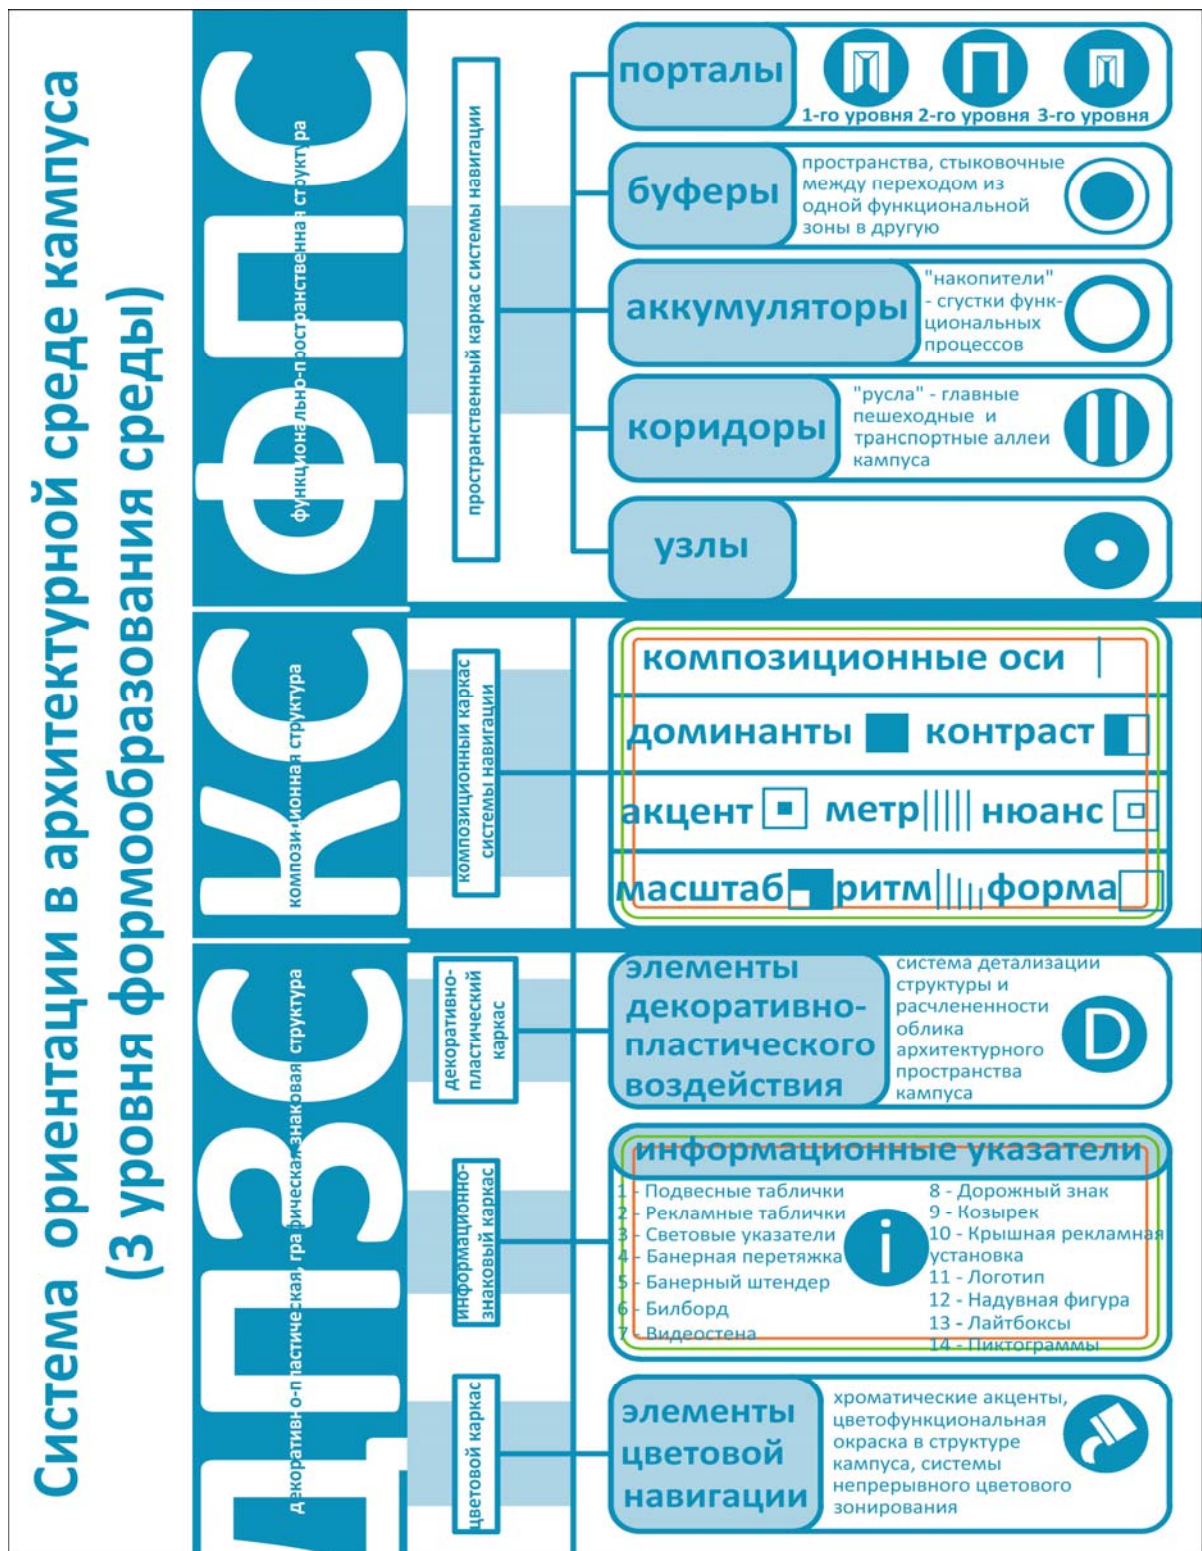 Система ориентации в архитектурной среде кампуса
(3 уровня формообразования среды)
ФПС
функционально-пространственна структура
пространственный каркас системы навигации
порталы
1-го уровня 2-го уровня 3-го уровня
буферы
пространства, стыковочные
между переходом из
одной функциональной
зоны в другую
аккумуляторы
"накопители"
- сгустки функ-
циональных
процессов
коридоры
"русла" - главные
пешеходные и
транспортные аллеи
кампуса
узлы
КС
композиционная структура
композиционный каркас
системы навигации
композиционные оси
доминанты контраст
акцент метр нюанс
масштаб ритм форма
ДПЗС
декоративно-пластическая, графическая знаковая структура
декоративно-
пластический
каркас
элементы
декоративно-
пластического
воздействия
система детализации
структуры и
расчлененности
облика
архитектурного
пространства
кампуса
D
информационно-
знаковый каркас
информационные указатели
1 - Подвесные таблички
2 - Рекламные таблички
3 - Световые указатели
4 - Банерная перетяжка
5 - Банерный штендер
6 - Билборд
7 - Видеостена
i
8 - Дорожный знак
9 - Козырек
10 - Крышная рекламная
установка
11 - Логотип
12 - Надувная фигура
13 - Лайтбоксы
14 - Пиктограммы
цветовой каркас
элементы
цветовой
навигации
хроматические акценты,
цветофункциональная
окраска в структуре
кампуса, системы
непрерывного цветового
зонирования